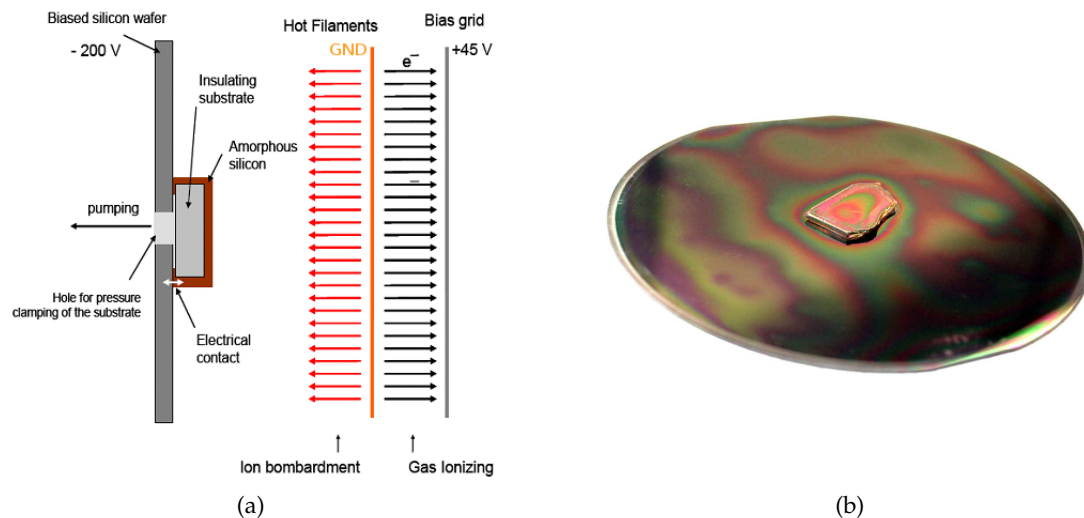 Biased silicon wafer
- 200 V
Hot Filaments
Bias grid
GND
+45 V
e–
Insulating
substrate
Amorphous
silicon
–
pumping
Hole for pressure
clamping of the substrate
Electrical
contact
Ion bombardment
Gas Ionizing
(a)
(b)